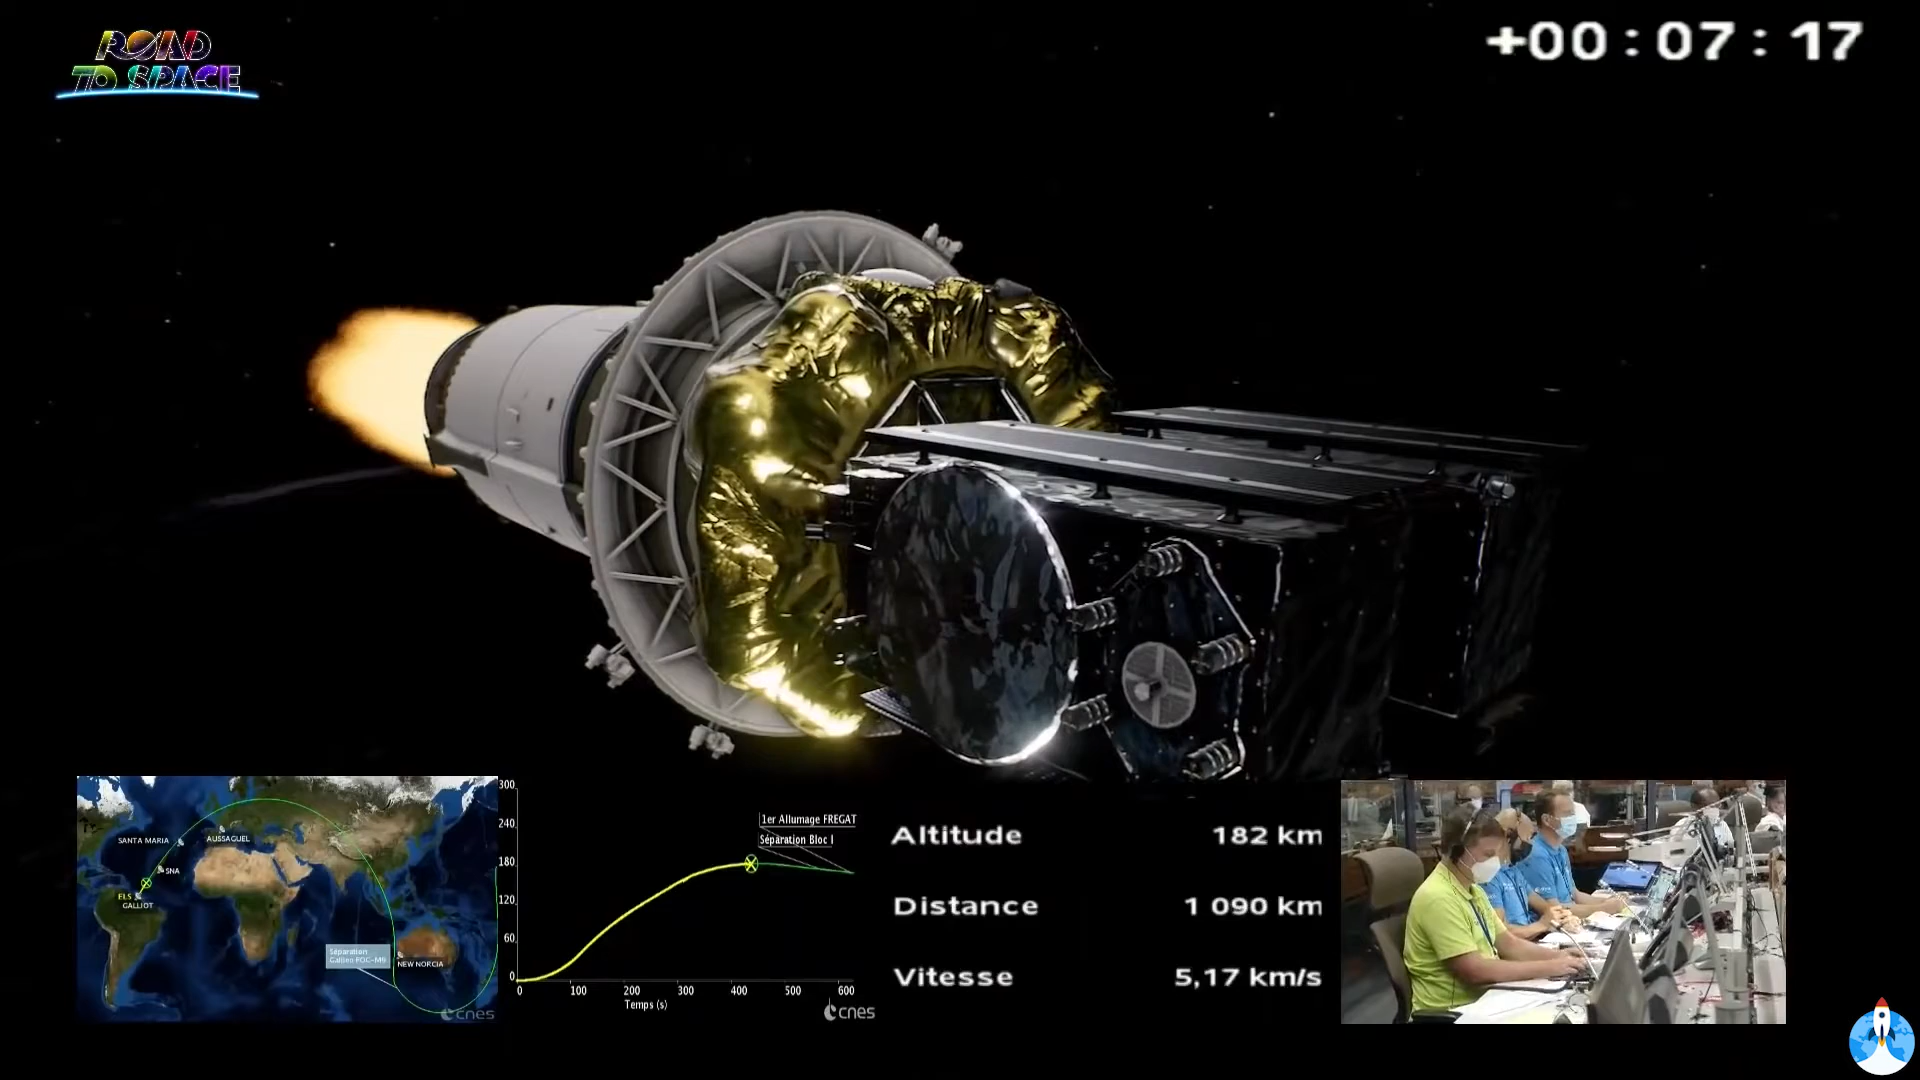 ROAD
TO SPACE
+00:07:17
SANTA MARIA
AUSSAGUEL
SNA
ELS
GALLIOT
Séparation
Galileo FOC-M9
NEW NORCIA
cnes
300
240
180
120
60
0
0 100 200 300 400 500 600
Temps (s)
1er Allumage FREGAT
Séparation Bloc I
cnes
Altitude 182 km
Distance 1 090 km
Vitesse 5,17 km/s